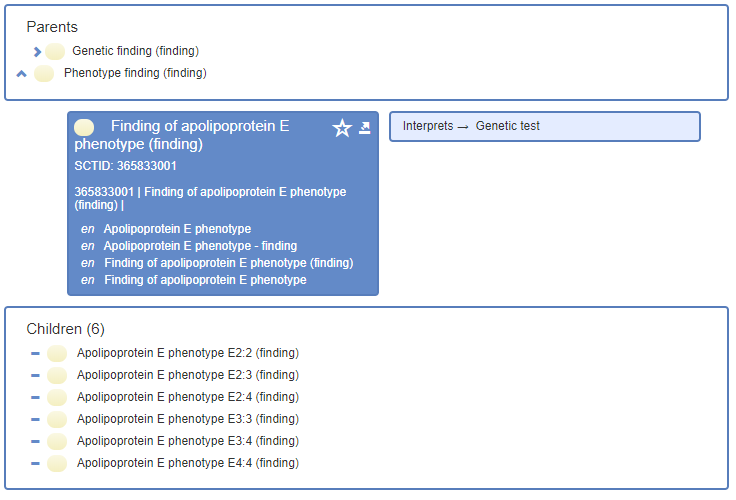 Parents
Genetic finding (finding)
Phenotype finding (finding)
Finding of apolipoprotein E
phenotype (finding)
SCTID: 365833001
365833001 | Finding of apolipoprotein E phenotype
(finding) |
en Apolipoprotein E phenotype
en Apolipoprotein E phenotype - finding
en Finding of apolipoprotein E phenotype (finding)
en Finding of apolipoprotein E phenotype
Interprets → Genetic test
Children (6)
Apolipoprotein E phenotype E2:2 (finding)
Apolipoprotein E phenotype E2:3 (finding)
Apolipoprotein E phenotype E2:4 (finding)
Apolipoprotein E phenotype E3:3 (finding)
Apolipoprotein E phenotype E3:4 (finding)
Apolipoprotein E phenotype E4:4 (finding)